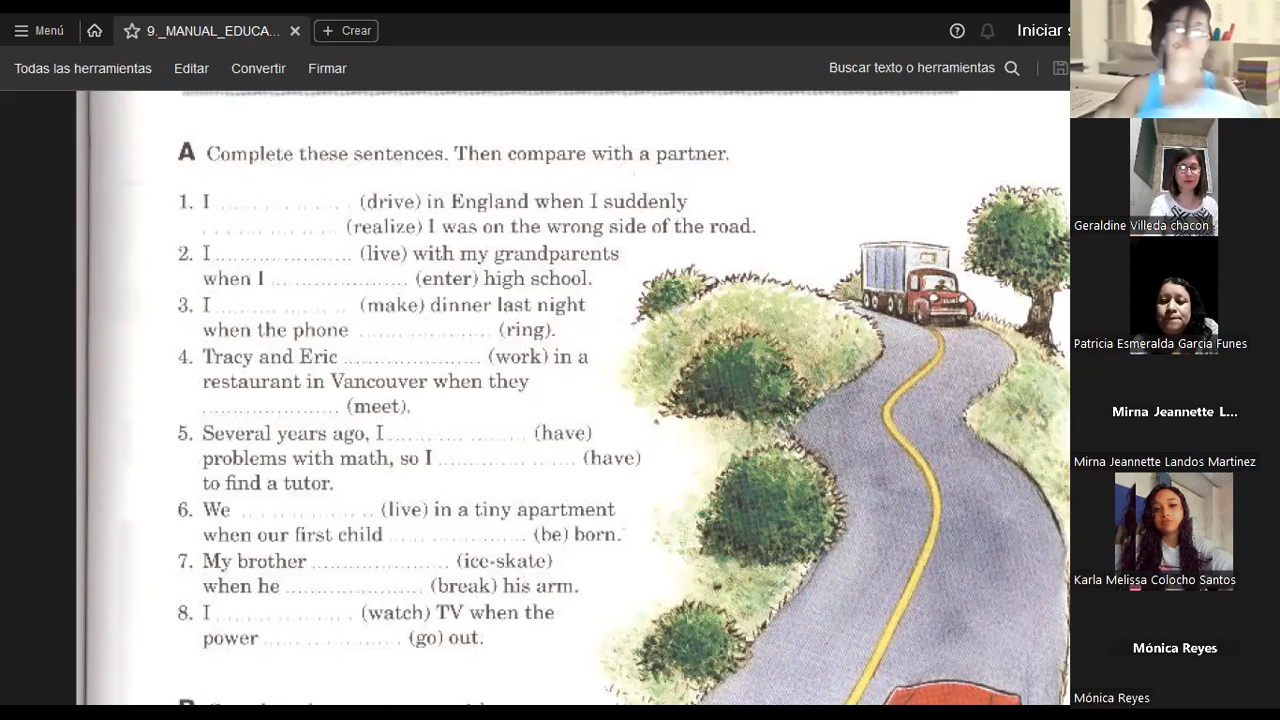 Menú
9._MANUAL_EDUCA...
Crear
Iniciar s
Todas las herramientas
Editar
Convertir
Firmar
Buscar texto o herramientas
A Complete these sentences. Then compare with a partner.
1. I .................... (drive) in England when I suddenly
.................... (realize) I was on the wrong side of the road.
2. I .................... (live) with my grandparents
when I .................... (enter) high school.
3. I .................... (make) dinner last night
when the phone .................... (ring).
4. Tracy and Eric .................... (work) in a
restaurant in Vancouver when they
.................... (meet).
5. Several years ago, I .................... (have)
problems with math, so I .................... (have)
to find a tutor.
6. We .................... (live) in a tiny apartment
when our first child .................... (be) born.
7. My brother .................... (ice-skate)
when he .................... (break) his arm.
8. I .................... (watch) TV when the
power .................... (go) out.
Geraldine Villeda chacon
Patricia Esmeralda Garcia Funes
Mirna Jeannette L...
Mirna Jeannette Landos Martinez
Karla Melissa Colocho Santos
Mónica Reyes
Mónica Reyes